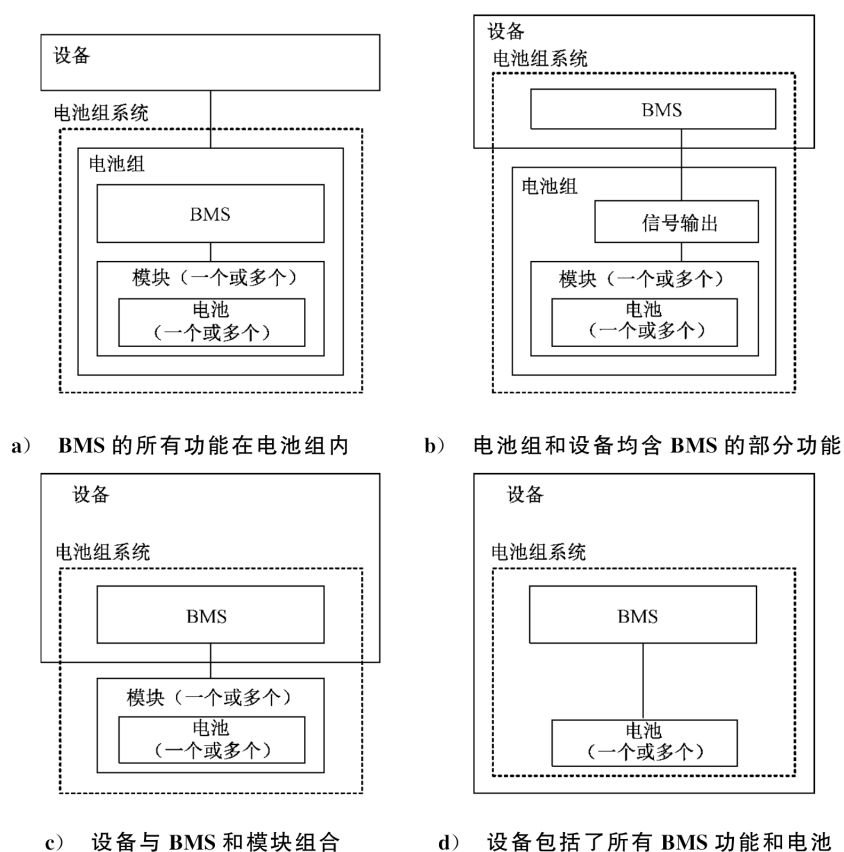 设备
电池组系统
电池组
BMS
模块（一个或多个）
电池
（一个或多个）
a） BMS 的所有功能在电池组内
设备
电池组系统
BMS
电池组
信号输出
模块（一个或多个）
电池
（一个或多个）
b） 电池组和设备均含 BMS 的部分功能
设备
电池组系统
BMS
模块（一个或多个）
电池
（一个或多个）
c） 设备与 BMS 和模块组合
设备
电池组系统
BMS
电池
（一个或多个）
d） 设备包括了所有 BMS 功能和电池